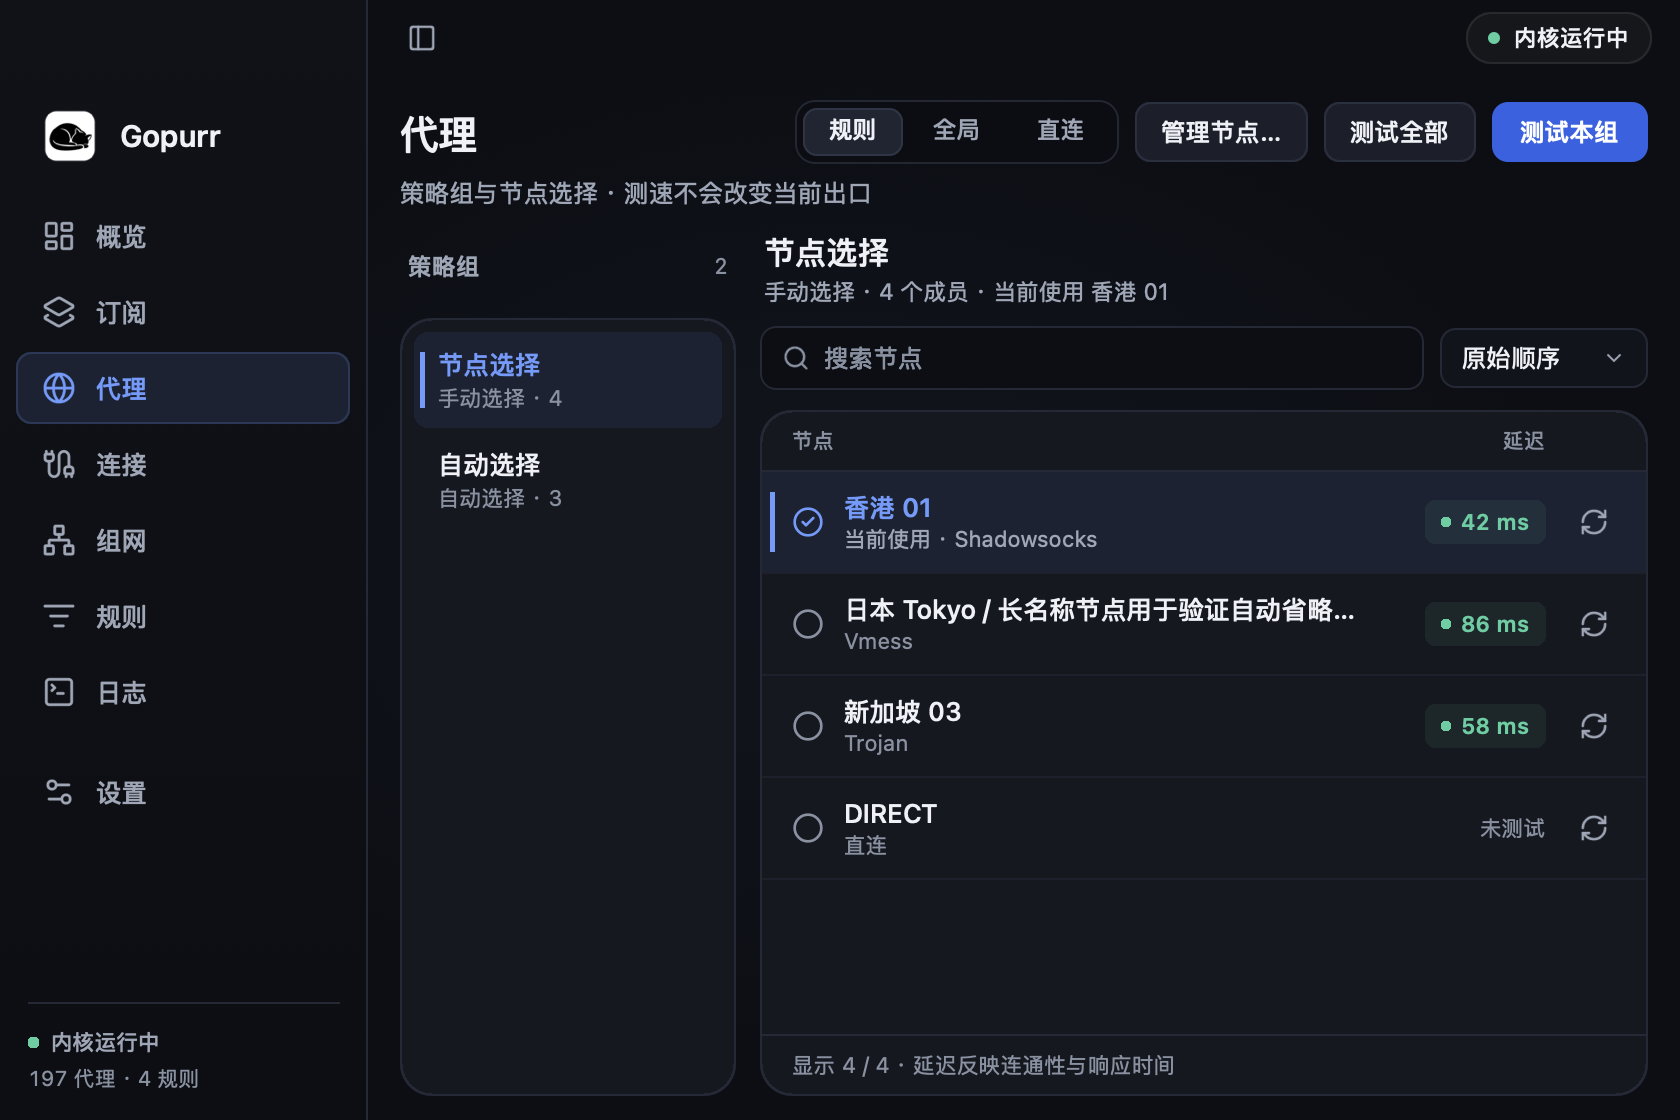 内核运行中
Gopurr
概览
订阅
代理
连接
组网
规则
日志
设置
内核运行中
197 代理 · 4 规则
代理
规则
全局
直连
管理节点...
测试全部
测试本组
策略组与节点选择 · 测速不会改变当前出口
策略组
2
节点选择
手动选择 · 4
自动选择
自动选择 · 3
节点选择
手动选择 · 4 个成员 · 当前使用 香港 01
搜索节点
原始顺序
节点
延迟
香港 01
当前使用 · Shadowsocks
42 ms
日本 Tokyo / 长名称节点用于验证自动省略...
Vmess
86 ms
新加坡 03
Trojan
58 ms
DIRECT
直连
未测试
显示 4 / 4 · 延迟反映连通性与响应时间